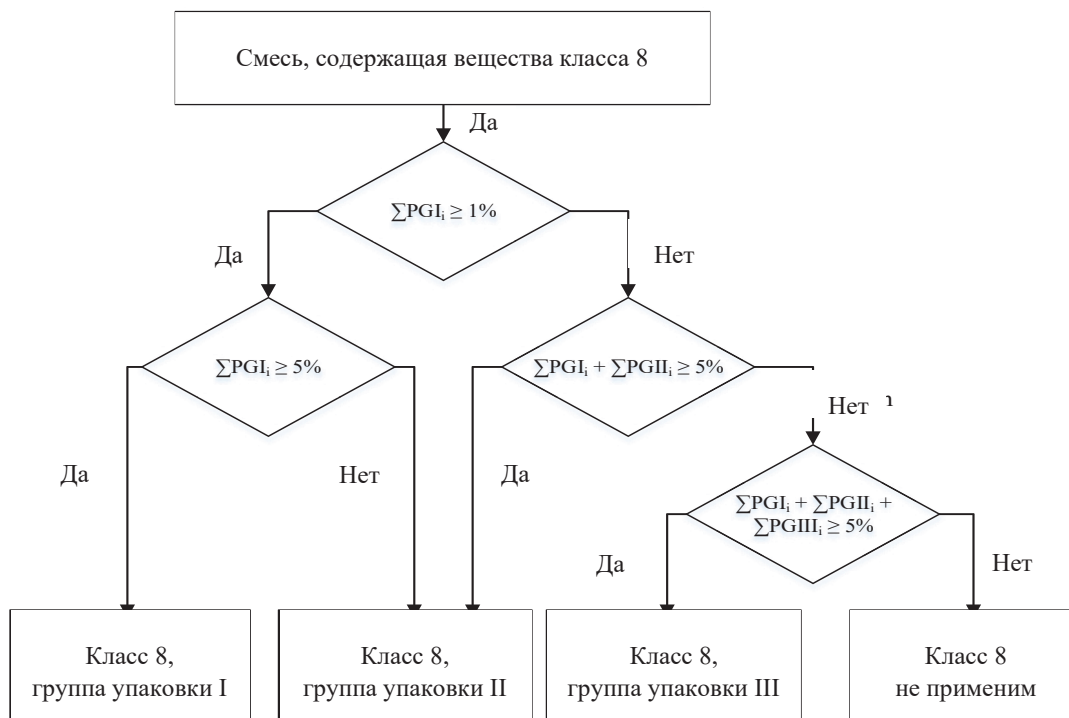 Смесь, содержащая вещества класса 8
Да
∑PGIᵢ ≥ 1%
Да
Нет
∑PGIᵢ ≥ 5%
∑PGIᵢ + ∑PGIIᵢ ≥ 5%
Нет
Да
Нет
Да
∑PGIᵢ + ∑PGIIᵢ +
∑PGIIIᵢ ≥ 5%
Да
Нет
Класс 8,
группа упаковки I
Класс 8,
группа упаковки II
Класс 8,
группа упаковки III
Класс 8
не применим